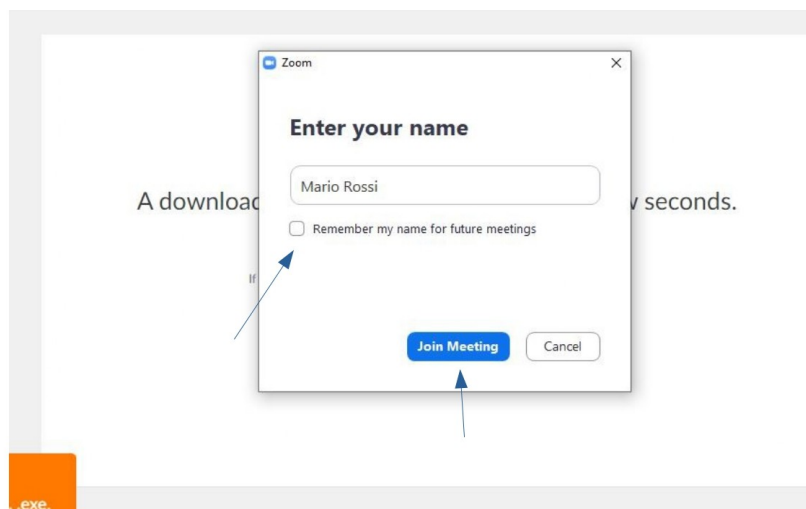 Zoom
Enter your name
Mario Rossi
A download
seconds.
Remember my name for future meetings
If
Join Meeting
Cancel
.exe